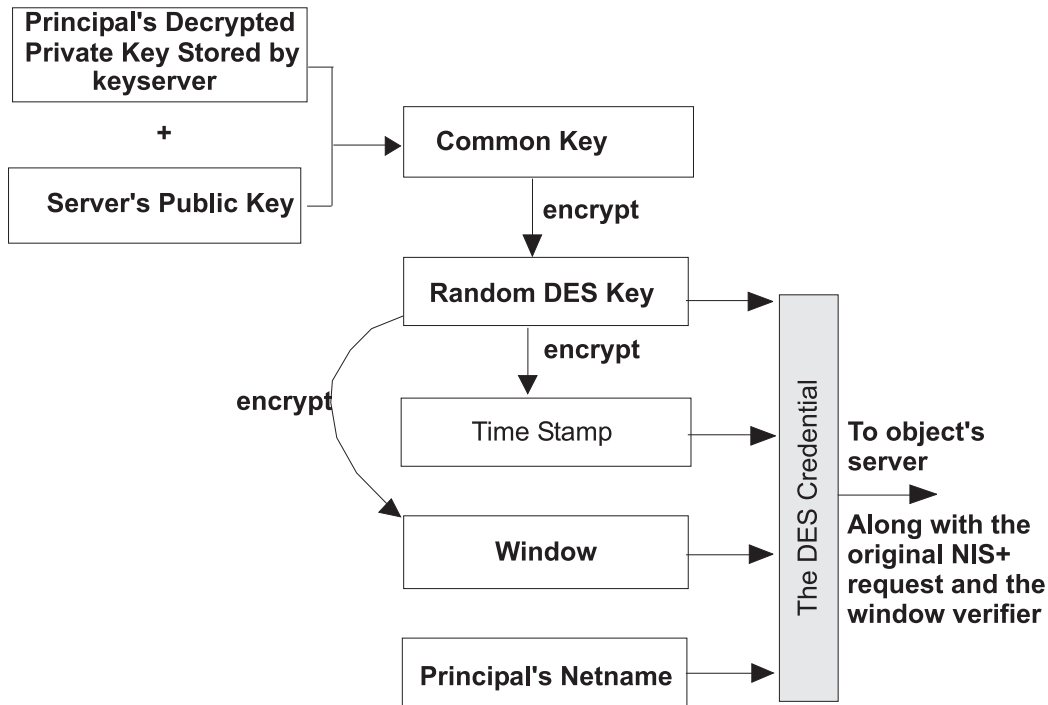 Principal's Decrypted
Private Key Stored by
keyserver
+
Server's Public Key
Common Key
encrypt
Random DES Key
encrypt
encrypt
Time Stamp
Window
Principal's Netname
The DES Credential
To object's
server
Along with the
original NIS+
request and the
window verifier